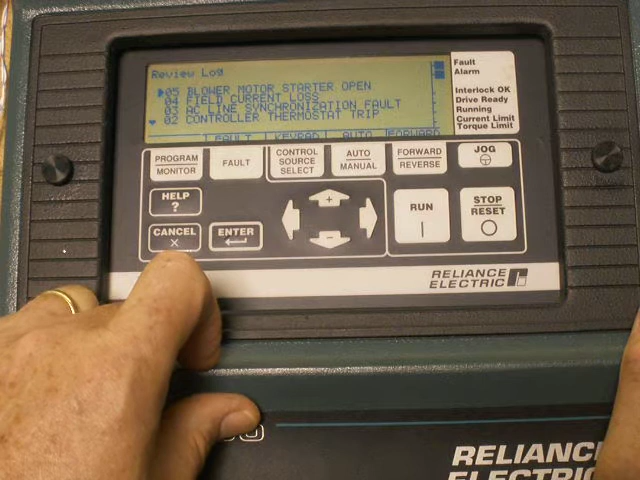 Review Log
05 BLOWER MOTOR STARTER OPEN
04 FIELD CURRENT LOSS
03 AC LINE SYNCHRONIZATION FAULT
02 CONTROLLER THERMOSTAT TRIP
FAULT KEYPAD AUTO FORWARD
Fault
Alarm
Interlock OK
Drive Ready
Running
Current Limit
Torque Limit
PROGRAM
MONITOR
FAULT
CONTROL
SOURCE
SELECT
AUTO
MANUAL
FORWARD
REVERSE
JOG
HELP
?
CANCEL
X
ENTER
+
−
RUN
|
STOP
RESET
O
RELIANCE
ELECTRIC
RELIANC
ELECTRIC